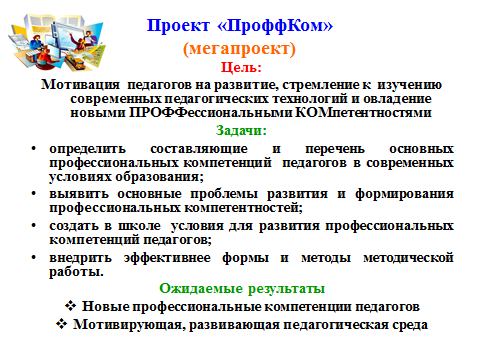 Проект «ПроффКом»
(мегапроект)
Цель:
Мотивация педагогов на развитие, стремление к изучению
современных педагогических технологий и овладение
новыми ПРОФФессиональными КОМпетентностями
Задачи:
• определить составляющие и перечень основных
профессиональных компетенций педагогов в современных
условиях образования;
• выявить основные проблемы развития и формирования
профессиональных компетентностей;
• создать в школе условия для развития профессиональных
компетенций педагогов;
• внедрить эффективнее формы и методы методической
работы.
Ожидаемые результаты
❖ Новые профессиональные компетенции педагогов
❖ Мотивирующая, развивающая педагогическая среда